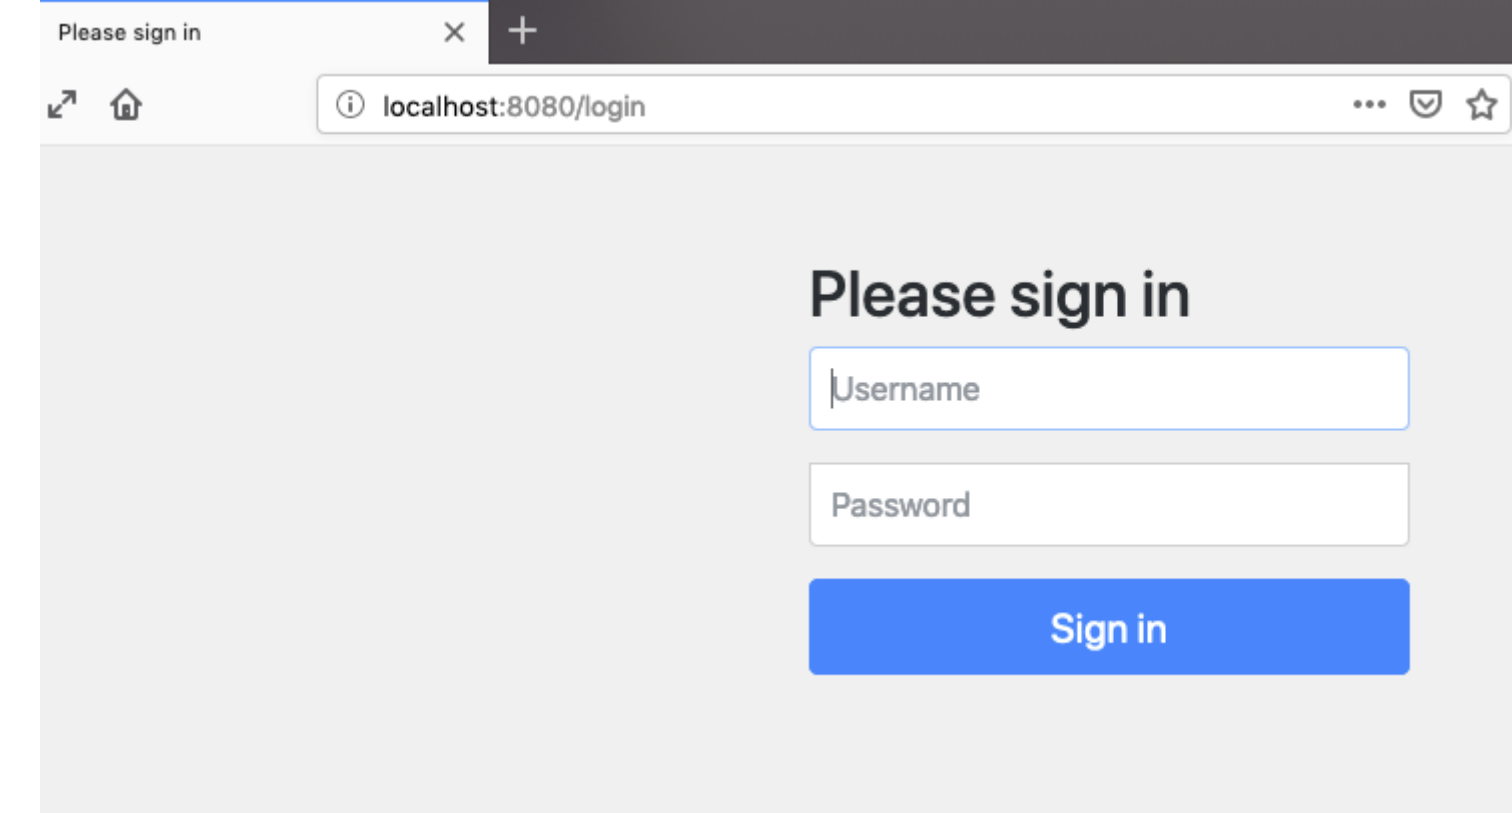 Please sign in
localhost:8080/login
Please sign in
Username
Password
Sign in